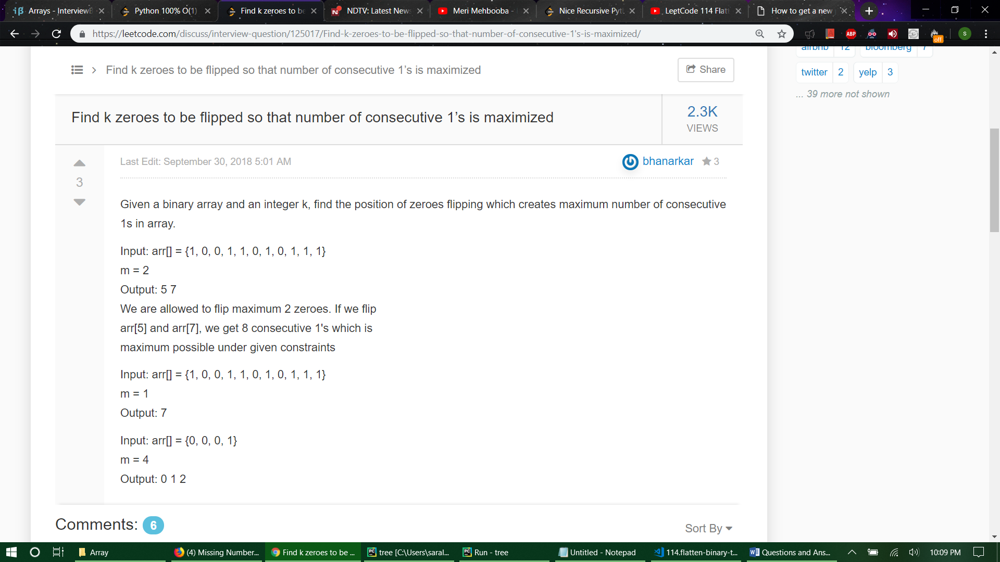 Arrays - Interview
Python 100% O(1)
Find k zeroes to be
NDTV: Latest News
Meri Mehbooba -
Nice Recursive Pyt
LeetCode 114 Flat
How to get a new
https://leetcode.com/discuss/interview-question/125017/Find-k-zeroes-to-be-flipped-so-that-number-of-consecutive-1's-is-maximized/
ABP
off
S
airbnb 12 bloomberg 7
> Find k zeroes to be flipped so that number of consecutive 1’s is maximized
Share
twitter 2 yelp 3
... 39 more not shown
Find k zeroes to be flipped so that number of consecutive 1’s is maximized
2.3K
VIEWS
Last Edit: September 30, 2018 5:01 AM
bhanarkar ★ 3
3
Given a binary array and an integer k, find the position of zeroes flipping which creates maximum number of consecutive
1s in array.
Input: arr[] = {1, 0, 0, 1, 1, 0, 1, 0, 1, 1, 1}
m = 2
Output: 5 7
We are allowed to flip maximum 2 zeroes. If we flip
arr[5] and arr[7], we get 8 consecutive 1's which is
maximum possible under given constraints
Input: arr[] = {1, 0, 0, 1, 1, 0, 1, 0, 1, 1, 1}
m = 1
Output: 7
Input: arr[] = {0, 0, 0, 1}
m = 4
Output: 0 1 2
Comments: 6
Sort By
Array
(4) Missing Number...
Find k zeroes to be ...
tree [C:\Users\saral...
Run - tree
Untitled - Notepad
114.flatten-binary-t...
Questions and Ans...
10:09 PM